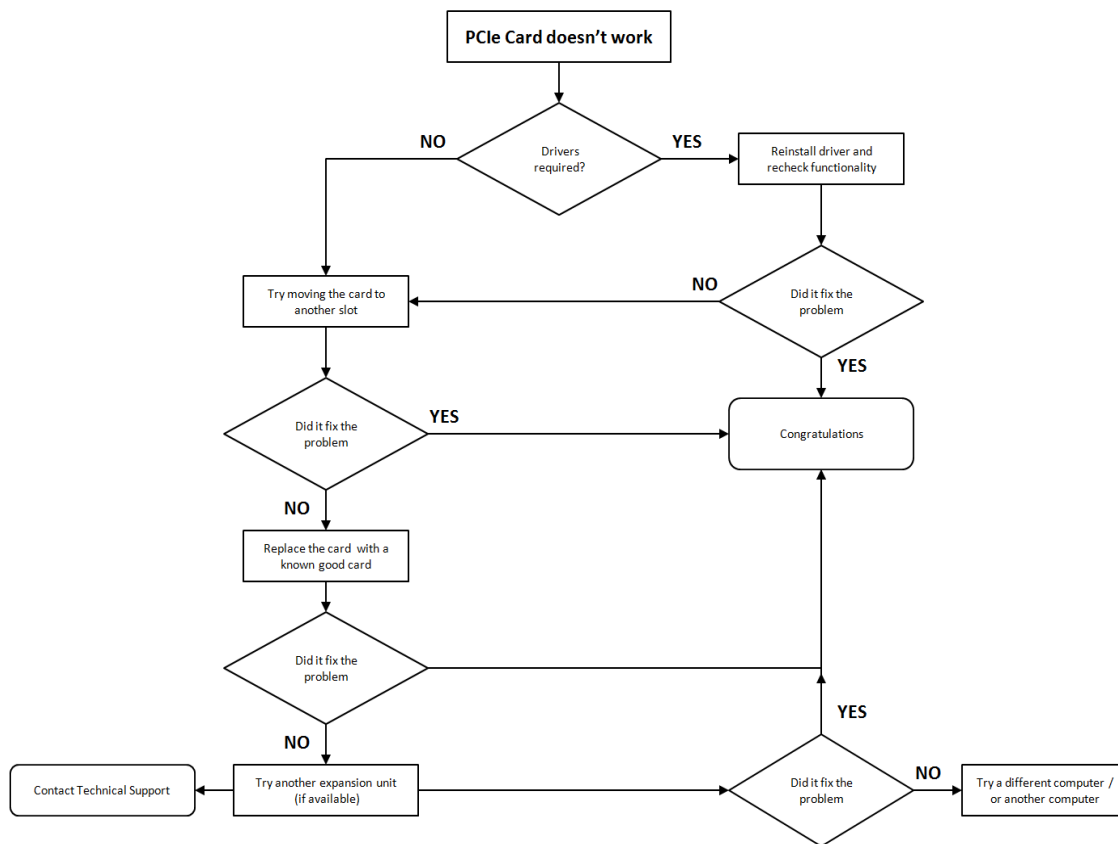 PCIe Card doesn't work
NO
YES
Drivers
required?
Reinstall driver and
recheck functionality
Try moving the card to
another slot
NO
Did it fix the
problem
YES
Did it fix the
problem
YES
Congratulations
NO
Replace the card with a
known good card
Did it fix the
problem
YES
NO
Contact Technical Support
Try another expansion unit
(if available)
Did it fix the
problem
NO
Try a different computer /
or another computer